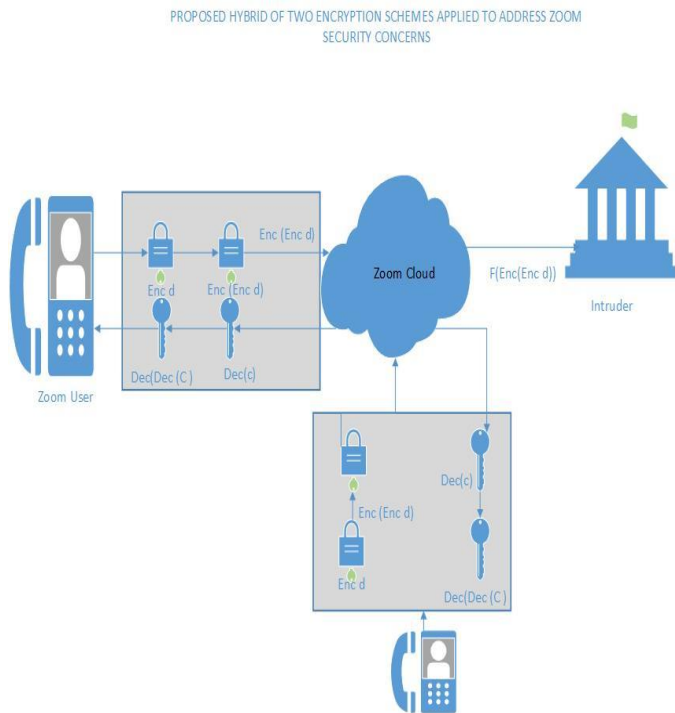 PROPOSED HYBRID OF TWO ENCRYPTION SCHEMES APPLIED TO ADDRESS ZOOM
SECURITY CONCERNS
Enc (Enc d)
Enc d
Enc (Enc d)
Zoom Cloud
F(Enc(Enc d))
Intruder
Dec(Dec (C )
Dec(c)
Zoom User
Dec(c)
Enc (Enc d)
Enc d
Dec(Dec (C )